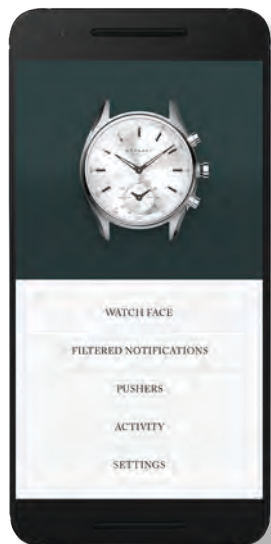 WATCH FACE
FILTERED NOTIFICATIONS
PUSHERS
ACTIVITY
SETTINGS